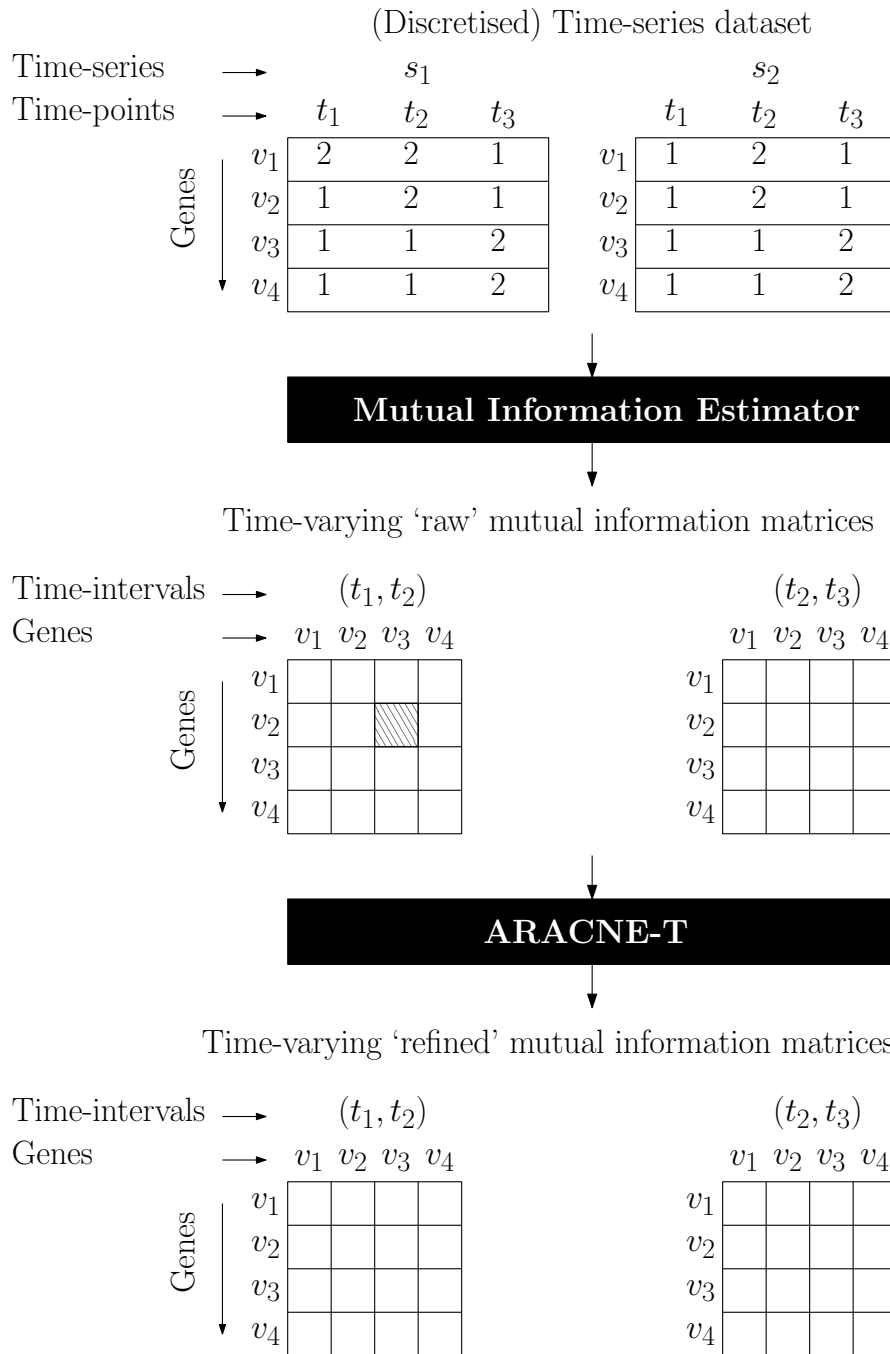 (Discretised) Time-series dataset
Time-series s₁ s₂
Time-points t₁ t₂ t₃ t₁ t₂ t₃
v₁ 2 2 1 v₁ 1 2 1
v₂ 1 2 1 v₂ 1 2 1
v₃ 1 1 2 v₃ 1 1 2
v₄ 1 1 2 v₄ 1 1 2
Genes
Mutual Information Estimator
Time-varying ‘raw’ mutual information matrices
Time-intervals (t₁, t₂) (t₂, t₃)
Genes v₁ v₂ v₃ v₄ v₁ v₂ v₃ v₄
v₁ v₁
v₂ v₂
v₃ v₃
v₄ v₄
Genes
ARACNE-T
Time-varying ‘refined’ mutual information matrices
Time-intervals (t₁, t₂) (t₂, t₃)
Genes v₁ v₂ v₃ v₄ v₁ v₂ v₃ v₄
v₁ v₁
v₂ v₂
v₃ v₃
v₄ v₄
Genes